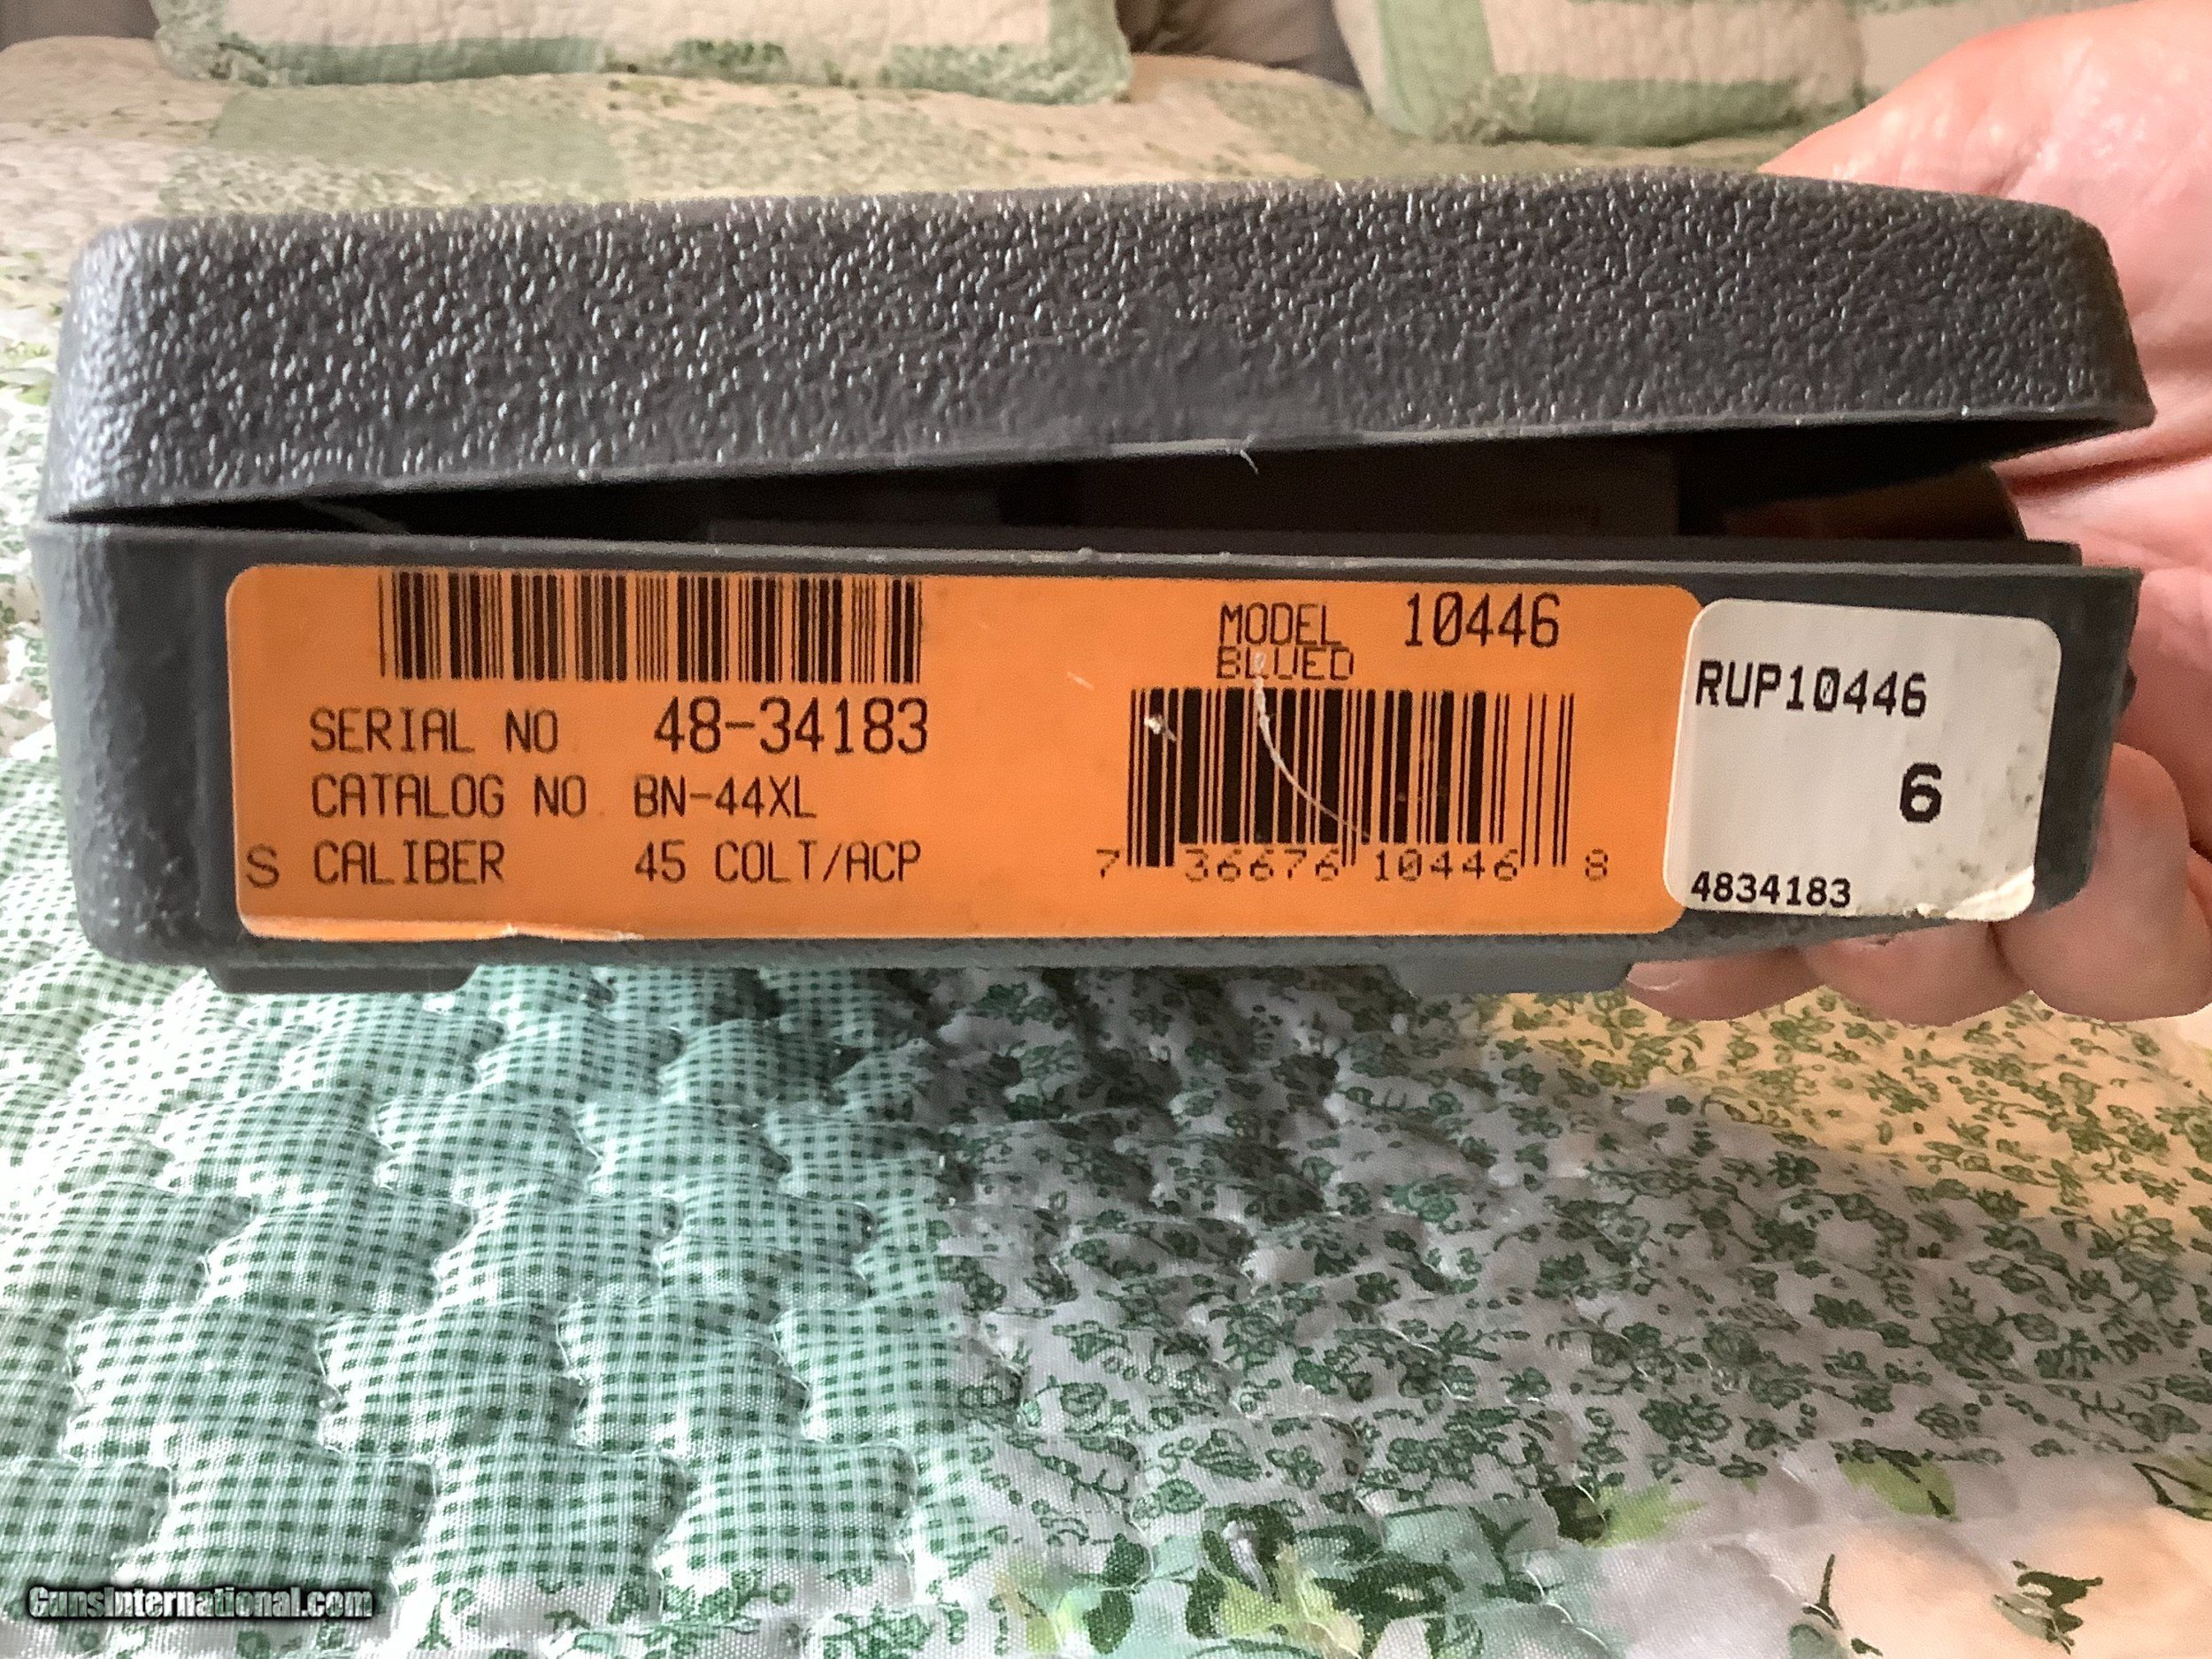 MODEL 10446
BLUED
SERIAL NO 48-34183
CATALOG NO BN-44XL
S CALIBER 45 COLT/ACP
7 36676 10446 8
RUP10446
6
4834183
GunsInternational.com